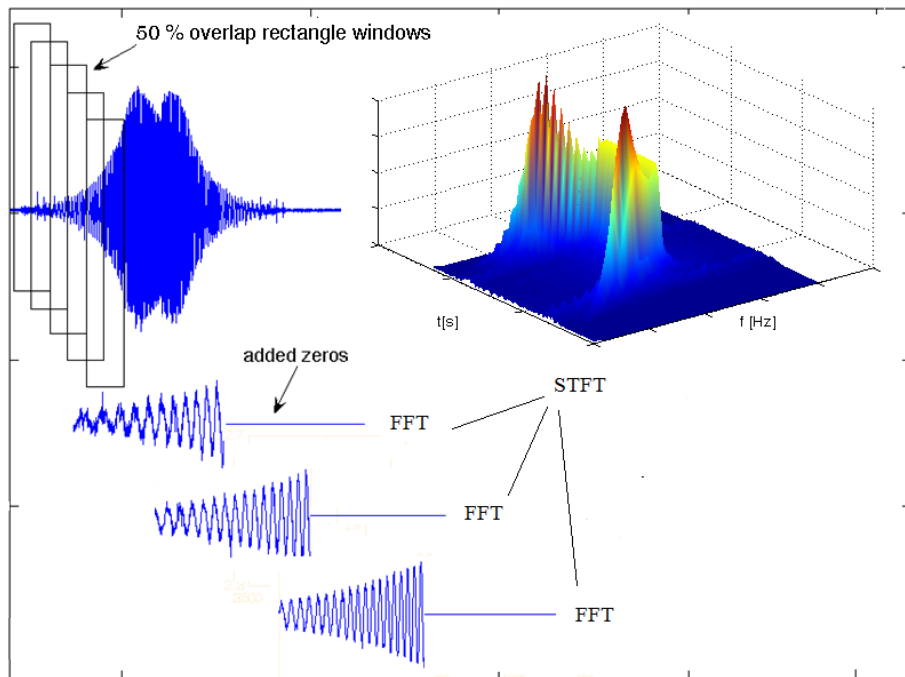 50 % overlap rectangle windows
t[s]
f [Hz]
added zeros
STFT
FFT
FFT
FFT